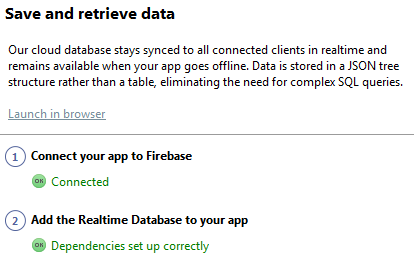 Save and retrieve data
Our cloud database stays synced to all connected clients in realtime and
remains available when your app goes offline. Data is stored in a JSON tree
structure rather than a table, eliminating the need for complex SQL queries.
Launch in browser
1 Connect your app to Firebase
OK Connected
2 Add the Realtime Database to your app
OK Dependencies set up correctly